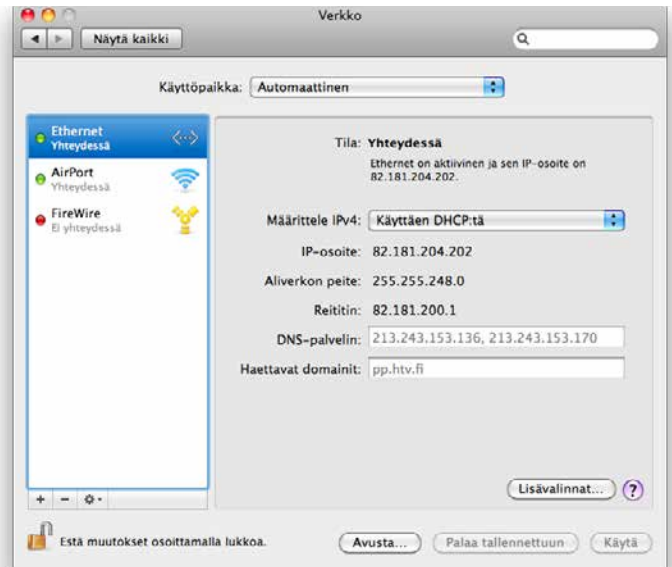 Verkko
Näytä kaikki
Käyttöpaikka: Automaattinen
Ethernet
Yhteydessä
AirPort
Yhteydessä
FireWire
Ei yhteydessä
Tila: Yhteydessä
Ethernet on aktiivinen ja sen IP-osoite on
82.181.204.202.
Määrittele IPv4: Käyttäen DHCP:tä
IP-osoite: 82.181.204.202
Aliverkon peite: 255.255.248.0
Reititin: 82.181.200.1
DNS-palvelin: 213.243.153.136, 213.243.153.170
Haettavat domainit: pp.htv.fi
Lisävalinnat... ?
Estä muutokset osoittamalla lukkoa.
Avusta... Palaa tallennettuun Käytä